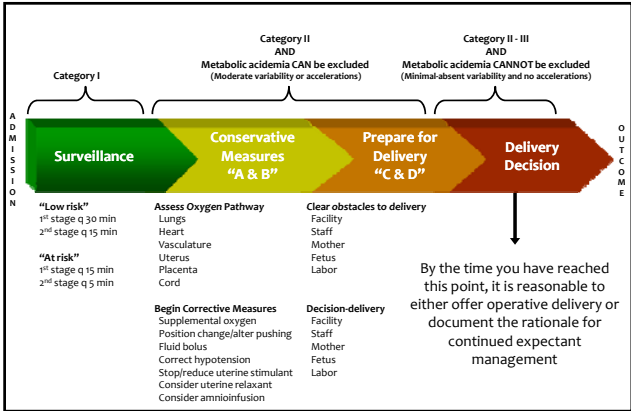 Category I
Category II
AND
Metabolic acidemia CAN be excluded
(Moderate variability or accelerations)
Category II - III
AND
Metabolic acidemia CANNOT be excluded
(Minimal-absent variability and no accelerations)
ADMISSION
Surveillance
Conservative
Measures
“A & B”
Prepare for
Delivery
“C & D”
Delivery
Decision
OUTCOME
“Low risk”
1st stage q 30 min
2nd stage q 15 min
“At risk”
1st stage q 15 min
2nd stage q 5 min
Assess Oxygen Pathway
Lungs
Heart
Vasculature
Uterus
Placenta
Cord
Begin Corrective Measures
Supplemental oxygen
Position change/alter pushing
Fluid bolus
Correct hypotension
Stop/reduce uterine stimulant
Consider uterine relaxant
Consider amnioinfusion
Clear obstacles to delivery
Facility
Staff
Mother
Fetus
Labor
Decision-delivery
Facility
Staff
Mother
Fetus
Labor
By the time you have reached
this point, it is reasonable to
either offer operative delivery or
document the rationale for
continued expectant
management